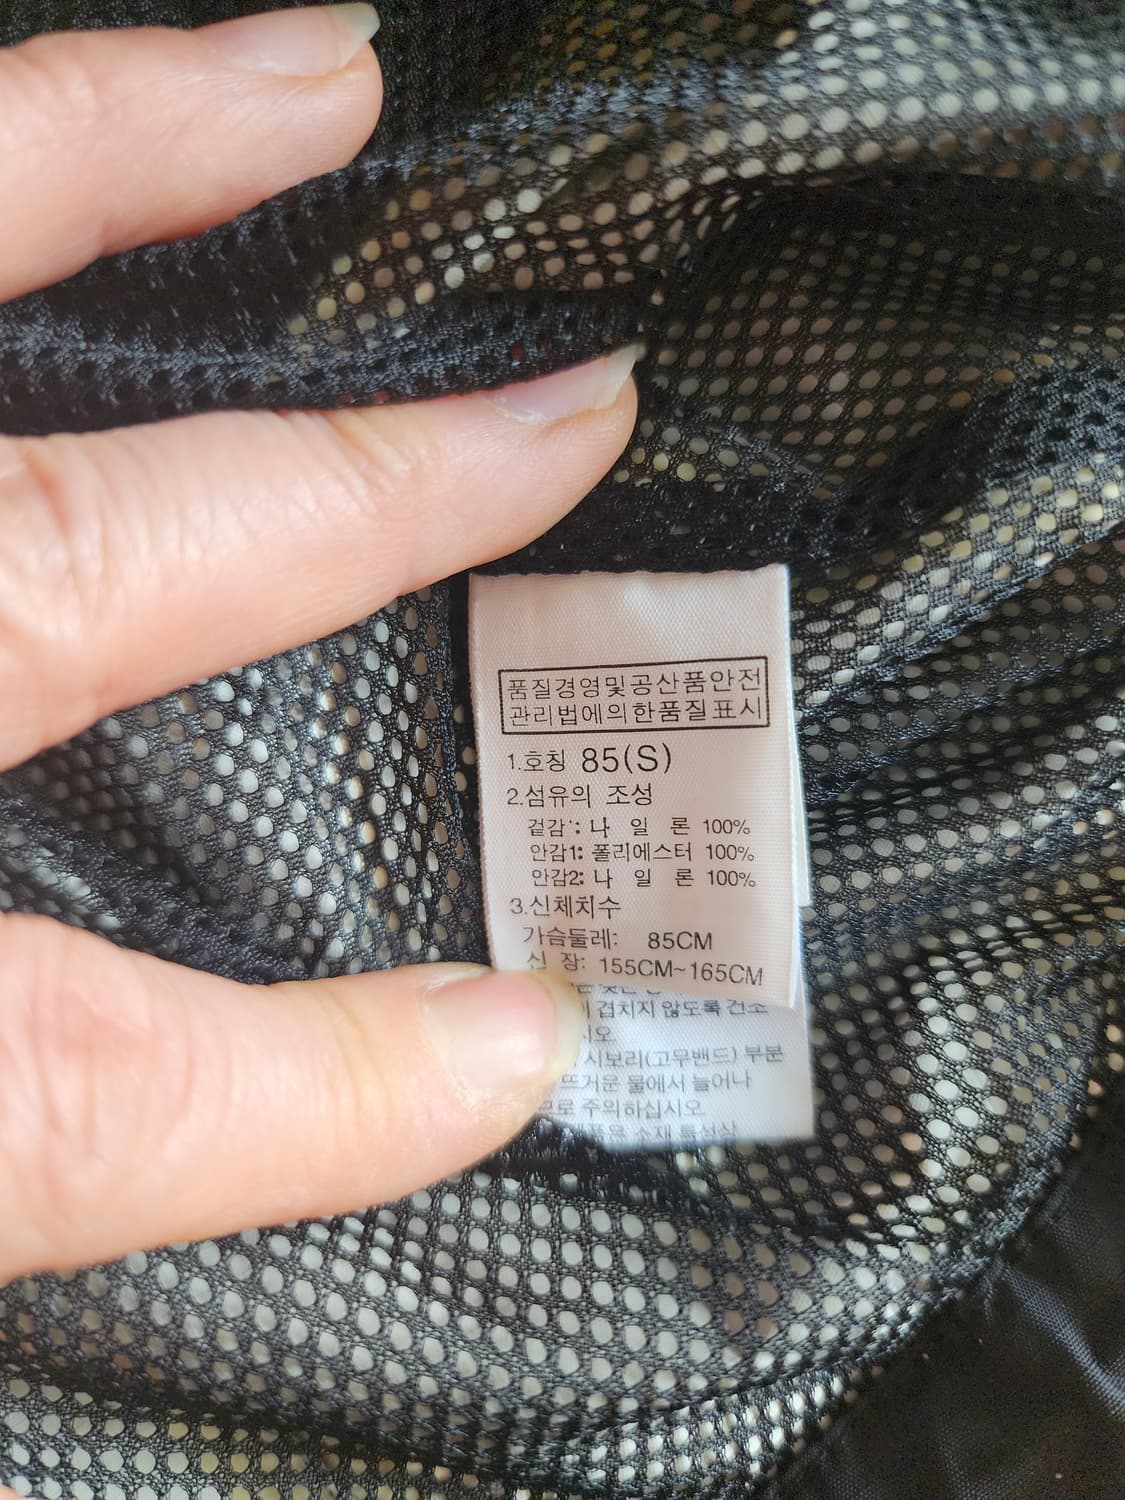 품질경영및공산품안전
관리법에의한품질표시
1.호칭 85(S)
2.섬유의 조성
겉감 : 나 일 론 100%
안감1: 폴리에스터 100%
안감2: 나 일 론 100%
3.신체치수
가슴둘레: 85CM
신 장: 155CM~165CM
겹치지 않도록 건조
시오
시보리(고무밴드) 부분
뜨거운 물에서 늘어나
므로 주의하십시오
소재 특성상